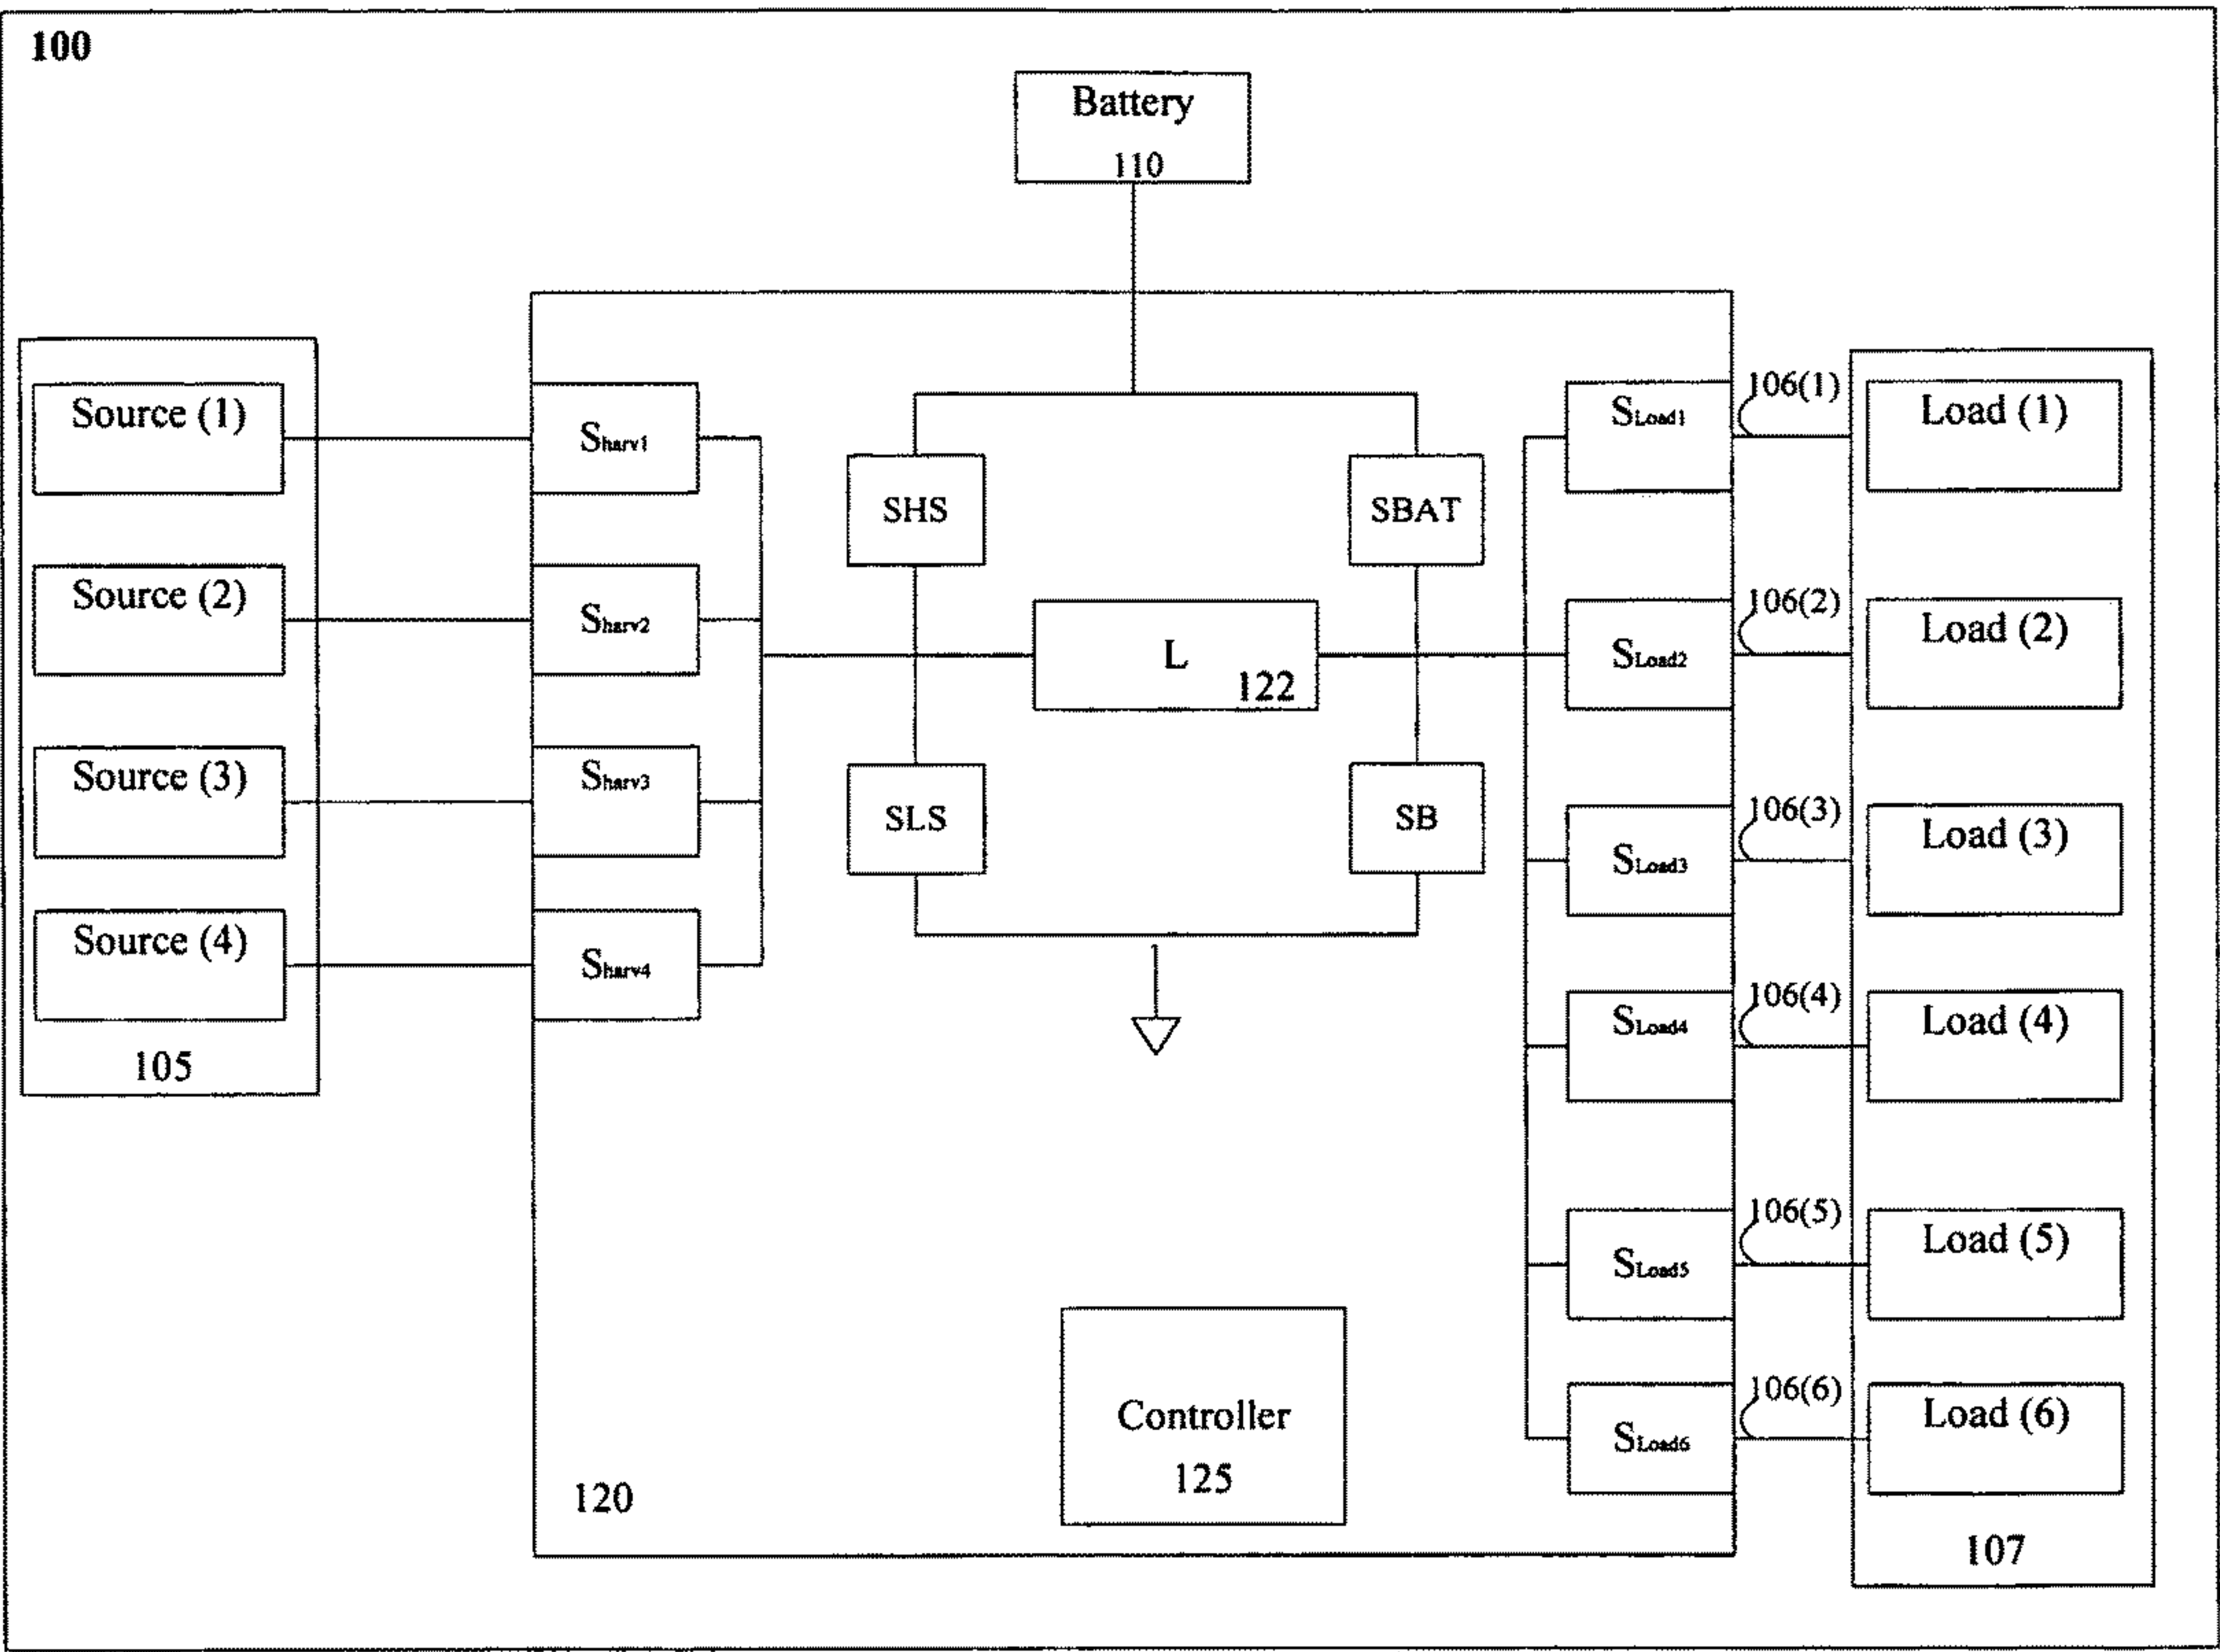 100
Battery
110
Source (1)
Sharv1
SHS
SBAT
SLoad1
106(1)
Load (1)
Source (2)
Sharv2
L
122
SLoad2
106(2)
Load (2)
Source (3)
Sharv3
SLS
SB
SLoad3
106(3)
Load (3)
Source (4)
Sharv4
SLoad4
106(4)
Load (4)
105
SLoad5
106(5)
Load (5)
Controller
125
SLoad6
106(6)
Load (6)
120
107